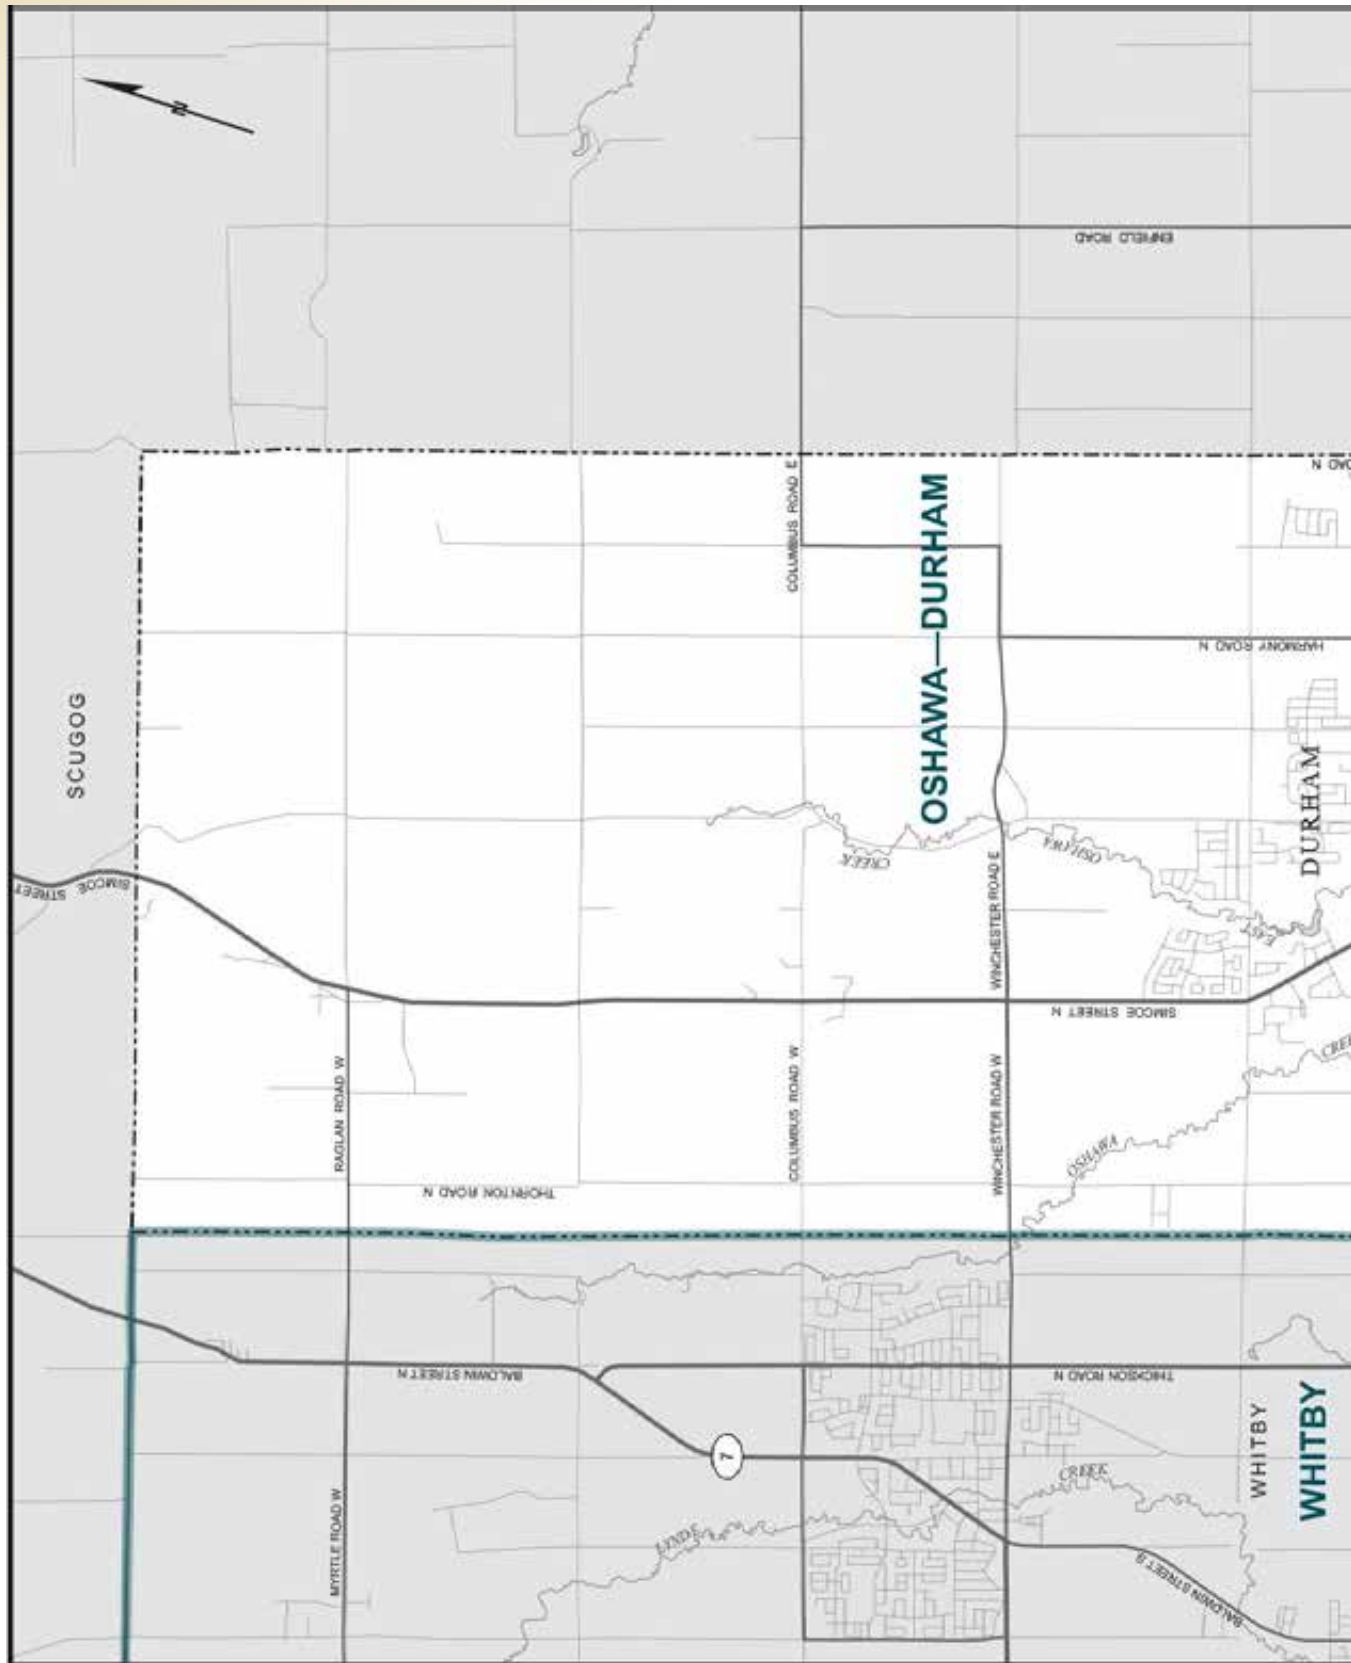 N
ENFIELD ROAD
COLUMBUS ROAD E
OSHAWA—DURHAM
HARMONY ROAD N
SCUGOG
SIMCOE STREET
CREEK
OSHAWA
DURHAM
EAST
WINCHESTER ROAD E
SIMCOE STREET N
RAGLAN ROAD W
COLUMBUS ROAD W
WINCHESTER ROAD W
OSHAWA
THORNTON ROAD N
BALDWIN STREET N
THICKSON ROAD N
7
WHITBY
WHITBY
CREEK
LYNDE
MYRTLE ROAD W
BALDWIN STREET S